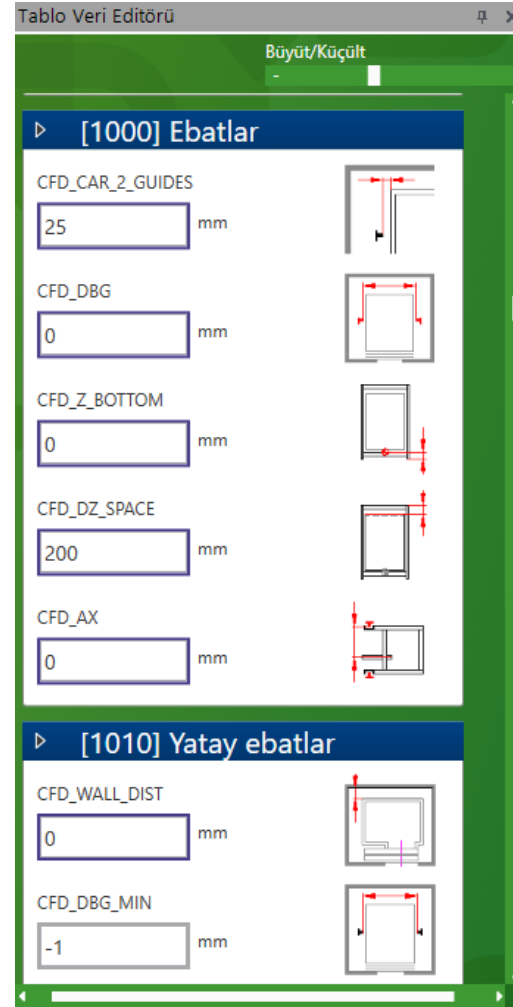 Tablo Veri Editörü
Büyüt/Küçült
-
[1000] Ebatlar
CFD_CAR_2_GUIDES
25 mm
CFD_DBG
0 mm
CFD_Z_BOTTOM
0 mm
CFD_DZ_SPACE
200 mm
CFD_AX
0 mm
[1010] Yatay ebatlar
CFD_WALL_DIST
0 mm
CFD_DBG_MIN
-1 mm